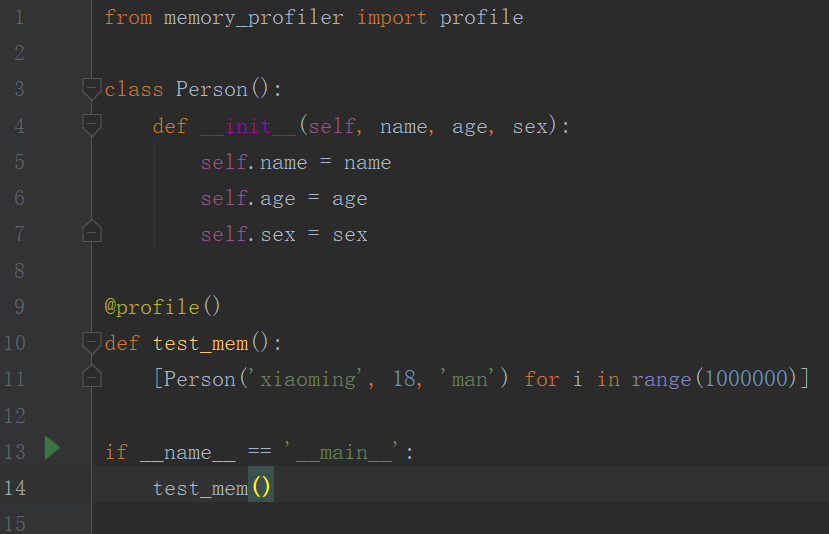 1 from memory_profiler import profile
2
3 class Person():
4     def __init__(self, name, age, sex):
5         self.name = name
6         self.age = age
7         self.sex = sex
8
9 @profile()
10 def test_mem():
11     [Person('xiaoming', 18, 'man') for i in range(1000000)]
12
13 if __name__ == '__main__':
14     test_mem()
15